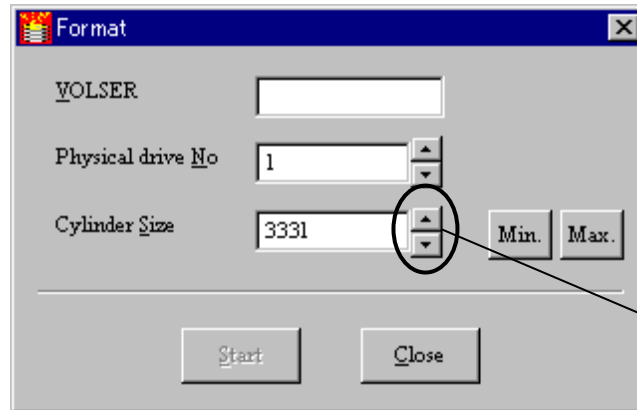 Format
VOLSER
Physical drive No 1
Cylinder Size 3331 Min. Max.
Start Close